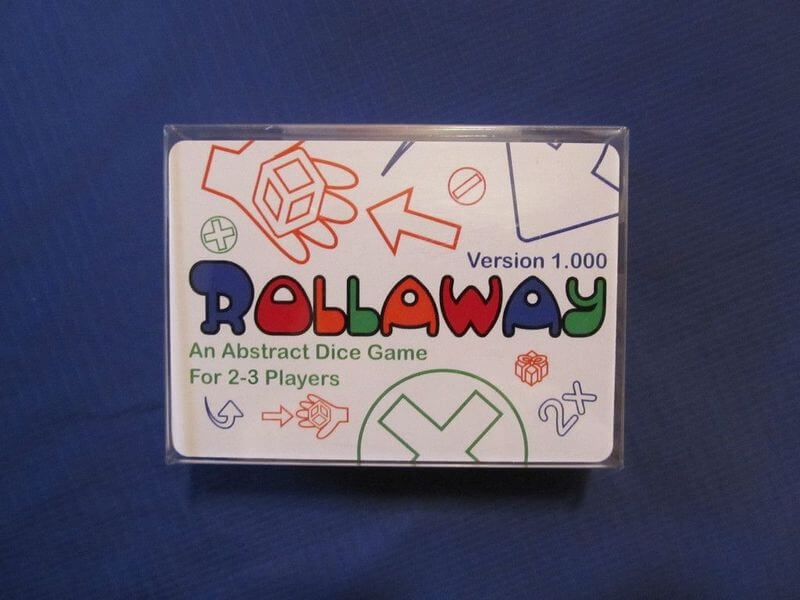 Version 1.000
ROLLAWAY
An Abstract Dice Game
For 2-3 Players
2x